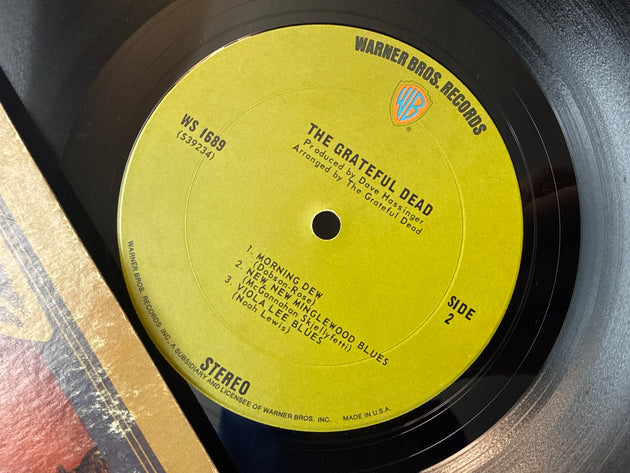 WARNER BROS. RECORDS
WB
®
WS 1689
(S39234)
THE GRATEFUL DEAD
Produced by Dave Hassinger
Arranged by The Grateful Dead
1. MORNING DEW
(Dobson-Rose)
2. NEW NEW MINGLEWOOD BLUES
(McGannahan Skjellyfetti)
3. VIOLA LEE BLUES
(Noah Lewis)
SIDE
2
STEREO
WARNER BROS. RECORDS INC. A SUBSIDIARY AND LICENSEE OF WARNER BROS. INC. MADE IN U.S.A.